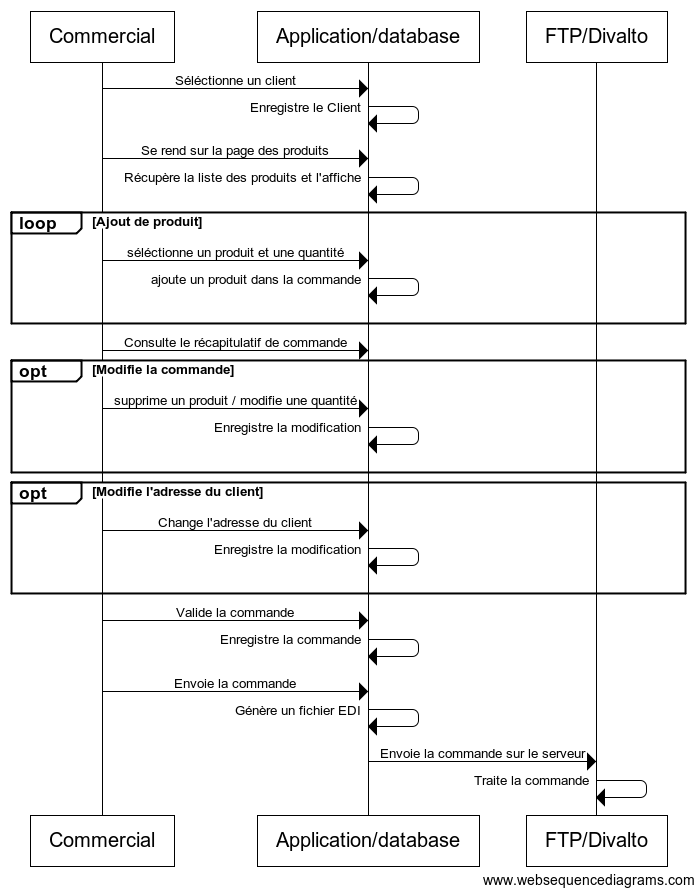 Commercial
Application/database
FTP/Divalto
Séléctionne un client
Enregistre le Client
Se rend sur la page des produits
Récupère la liste des produits et l'affiche
loop
[Ajout de produit]
séléctionne un produit et une quantité
ajoute un produit dans la commande
Consulte le récapitulatif de commande
opt
[Modifie la commande]
supprime un produit / modifie une quantité
Enregistre la modification
opt
[Modifie l'adresse du client]
Change l'adresse du client
Enregistre la modification
Valide la commande
Enregistre la commande
Envoie la commande
Génère un fichier EDI
Envoie la commande sur le serveur
Traite la commande
Commercial
Application/database
FTP/Divalto
www.websequencediagrams.com